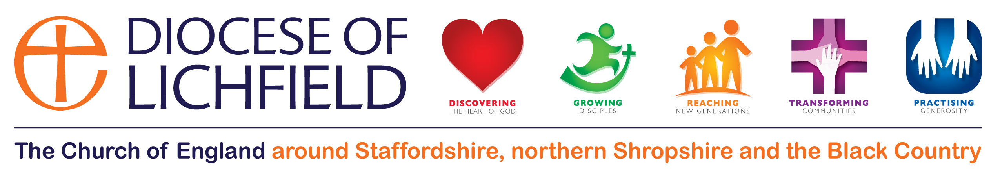 DIOCESE OF
LICHFIELD
DISCOVERING
THE HEART OF GOD
GROWING
DISCIPLES
REACHING
NEW GENERATIONS
TRANSFORMING
COMMUNITIES
PRACTISING
GENEROSITY
The Church of England around Staffordshire, northern Shropshire and the Black Country